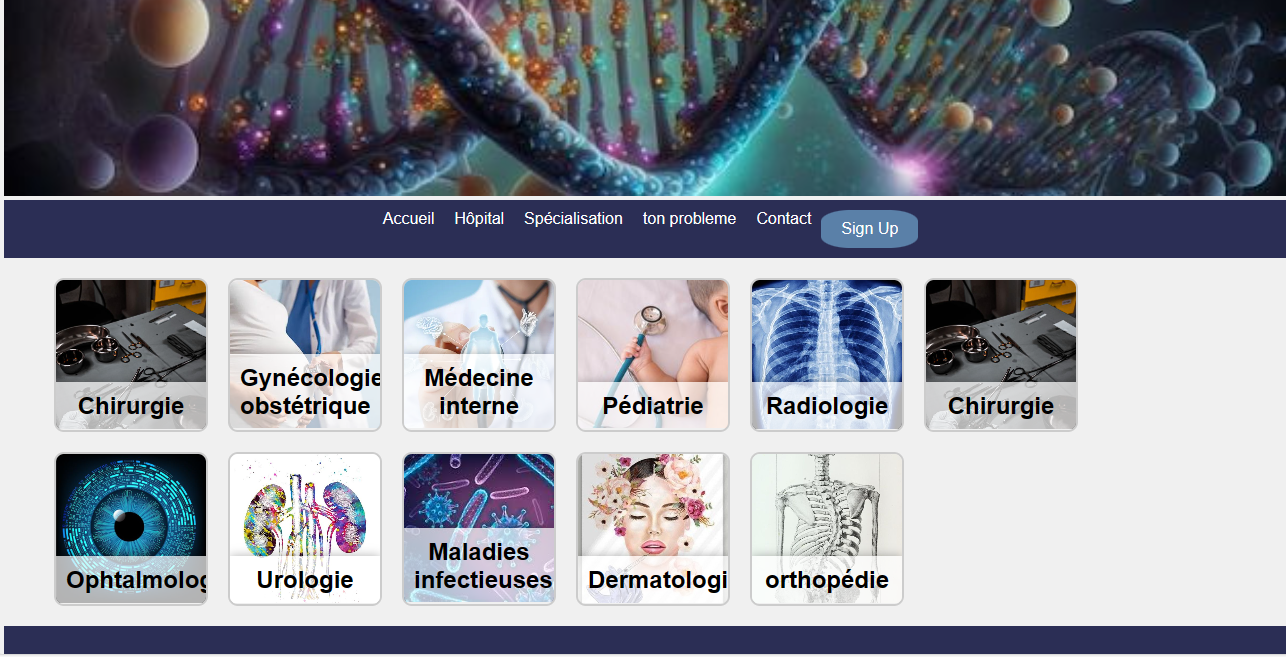 Accueil Hôpital Spécialisation ton probleme Contact Sign Up
Chirurgie
Gynécologie
obstétrique
Médecine
interne
Pédiatrie
Radiologie
Chirurgie
Ophtalmolog
Urologie
Maladies
infectieuses
Dermatologi
orthopédie